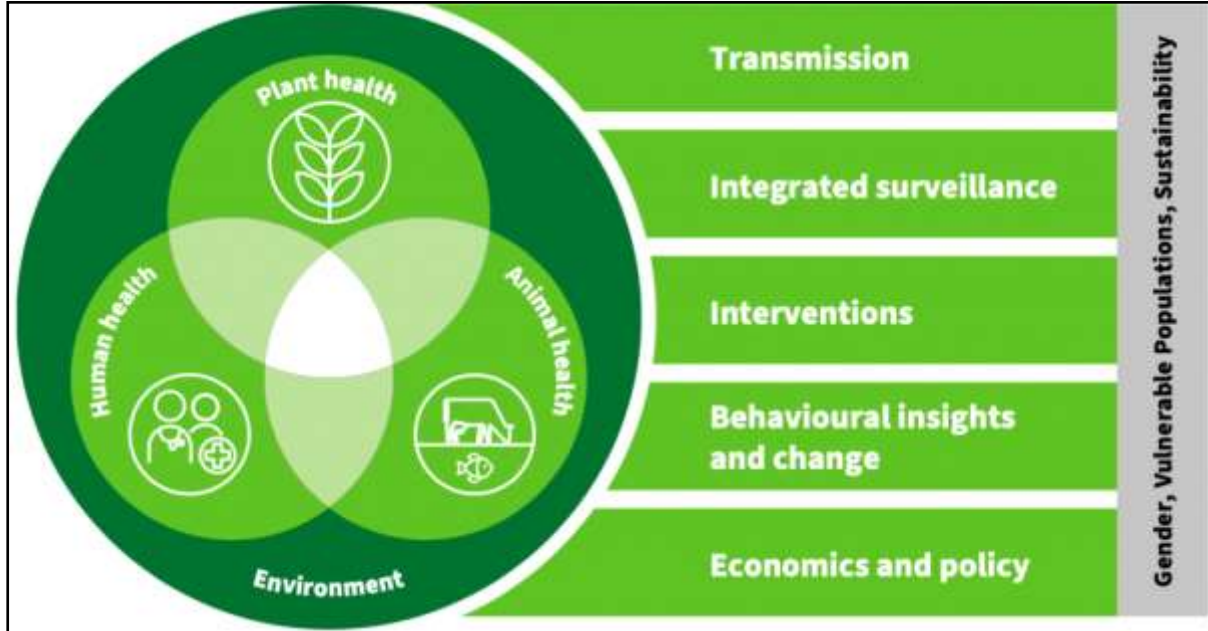 Plant health
Human health
Animal health
Environment
Transmission
Integrated surveillance
Interventions
Behavioural insights
and change
Economics and policy
Gender, Vulnerable Populations, Sustainability